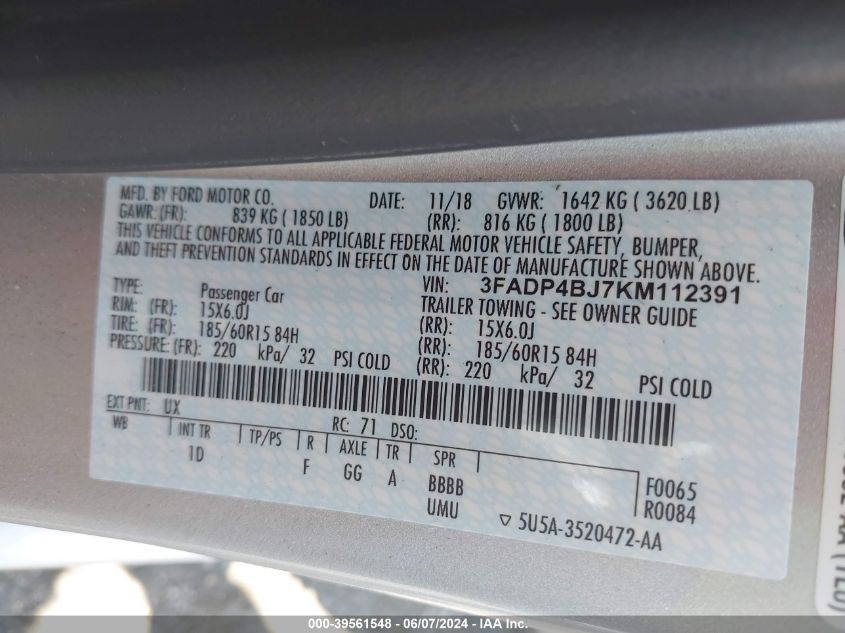 MFD. BY FORD MOTOR CO. DATE: 11/18 GVWR: 1642 KG ( 3620 LB)
GAWR: (FR): 839 KG ( 1850 LB) (RR): 816 KG ( 1800 LB)
THIS VEHICLE CONFORMS TO ALL APPLICABLE FEDERAL MOTOR VEHICLE SAFETY, BUMPER,
AND THEFT PREVENTION STANDARDS IN EFFECT ON THE DATE OF MANUFACTURE SHOWN ABOVE.
VIN: 3FADP4BJ7KM112391
TYPE: Passenger Car TRAILER TOWING - SEE OWNER GUIDE
RIM: (FR): 15X6.0J (RR): 15X6.0J
TIRE: (FR): 185/60R15 84H (RR): 185/60R15 84H
PRESSURE: (FR): 220 kPa/ 32 PSI COLD (RR): 220 kPa/ 32 PSI COLD
EXT PNT: UX RC: 71 DSO:
WB INT TR TP/PS R AXLE TR SPR
1D F GG A BBBB F0065
UMU R0084
▽ 5U5A-3520472-AA
000-39561548 - 06/07/2024 - IAA Inc.